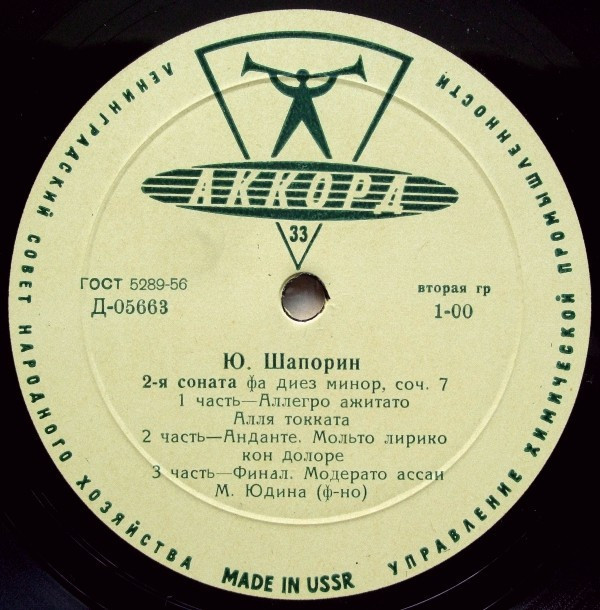 ЛЕНИНГРАДСКИЙ СОВЕТ НАРОДНОГО ХОЗЯЙСТВА
УПРАВЛЕНИЕ ХИМИЧЕСКОЙ ПРОМЫШЛЕННОСТИ
АККОРД
33
ГОСТ 5289-56
Д-05663
вторая гр
1-00
Ю. Шапорин
2-я соната фа диез минор, соч. 7
1 часть—Аллегро ажитато
Алля токката
2 часть—Анданте. Мольто лирико
кон долоре
3 часть—Финал. Модерато ассаи
М. Юдина (ф-но)
MADE IN USSR